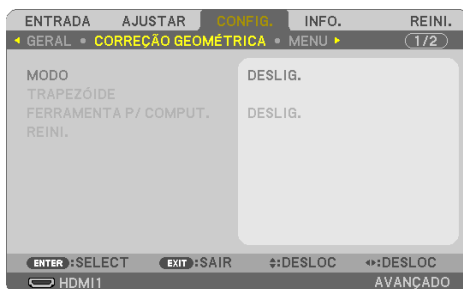 ENTRADA AJUSTAR CONFIG. INFO. REINI.
GERAL • CORREÇÃO GEOMÉTRICA • MENU 1/2
MODO DESLIG.
TRAPEZÓIDE
FERRAMENTA P/ COMPUT. DESLIG.
REINI.
ENTER :SELECT EXIT :SAIR :DESLOC :DESLOC
HDMI1 AVANÇADO